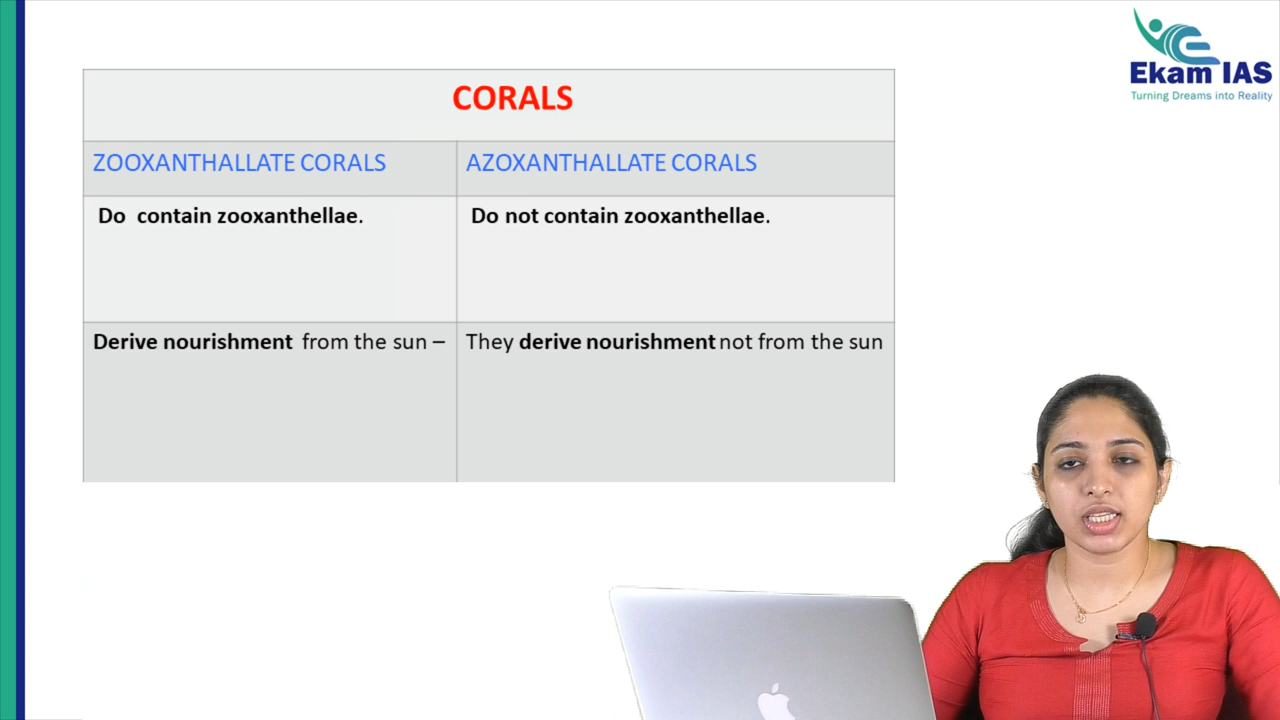 Ekam IAS
Turning Dreams into Reality
CORALS
ZOOXANTHALLATE CORALS
AZOXANTHALLATE CORALS
Do contain zooxanthellae.
Do not contain zooxanthellae.
Derive nourishment from the sun –
They derive nourishment not from the sun